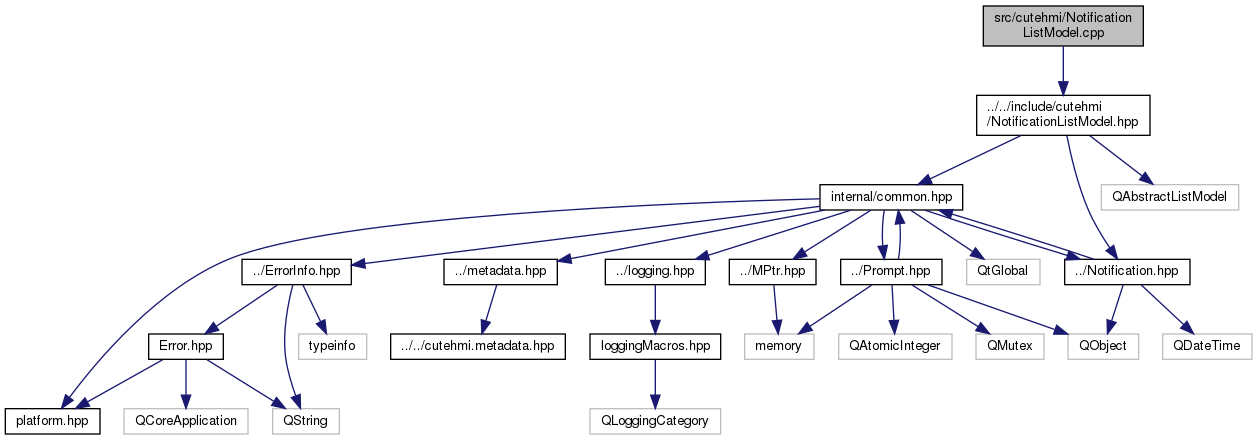 src/cutehmi/Notification
ListModel.cpp
../../include/cutehmi
/NotificationListModel.hpp
internal/common.hpp
QAbstractListModel
../ErrorInfo.hpp
../metadata.hpp
../logging.hpp
../MPtr.hpp
../Prompt.hpp
QtGlobal
../Notification.hpp
Error.hpp
typeinfo
../../cutehmi.metadata.hpp
loggingMacros.hpp
memory
QAtomicInteger
QMutex
QObject
QDateTime
platform.hpp
QCoreApplication
QString
QLoggingCategory